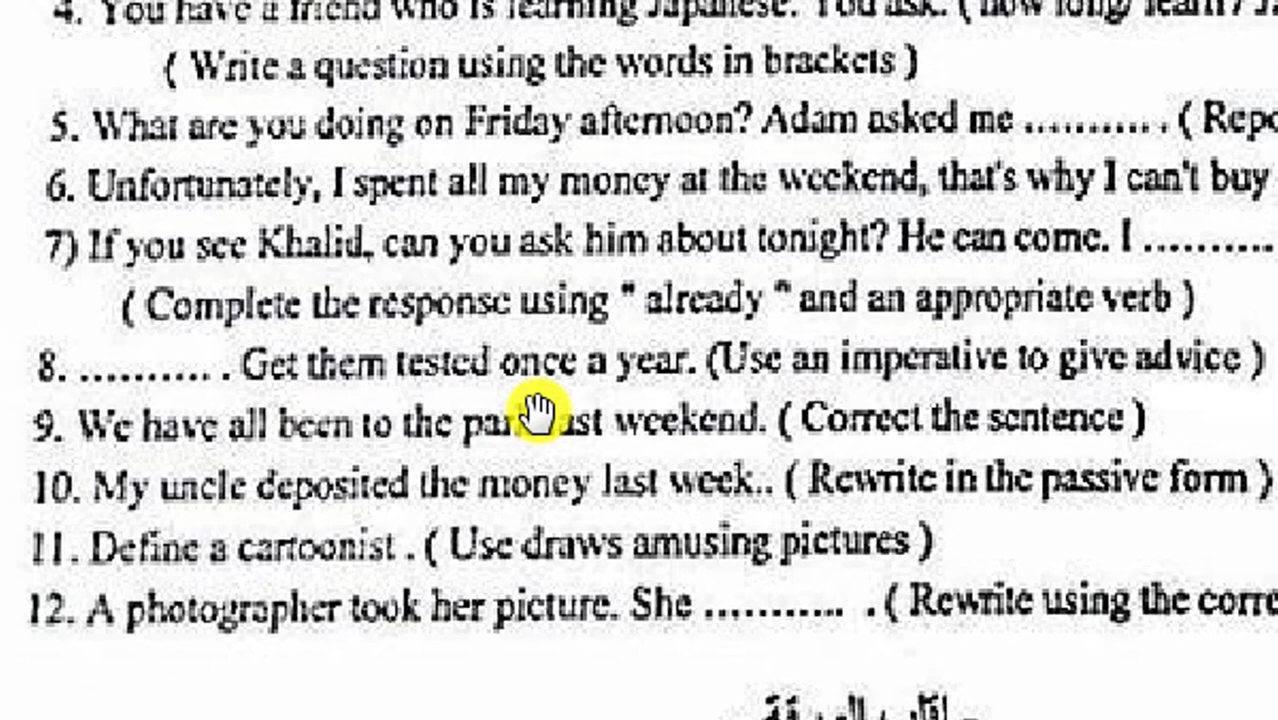 4. You have a friend who is learning Japanese. You ask. ( how long/ learn /
( Write a question using the words in brackets )
5. What are you doing on Friday afternoon? Adam asked me .......... . ( Repo
6. Unfortunately, I spent all my money at the weekend, that's why I can't buy
7) If you see Khalid, can you ask him about tonight? He can come. I ..........
( Complete the response using " already " and an appropriate verb )
8. .......... . Get them tested once a year. (Use an imperative to give advice )
9. We have all been to the last weekend. ( Correct the sentence )
10. My uncle deposited the money last week.. ( Rewrite in the passive form )
11. Define a cartoonist . ( Use draws amusing pictures )
12. A photographer took her picture. She ........... . ( Rewrite using the corre